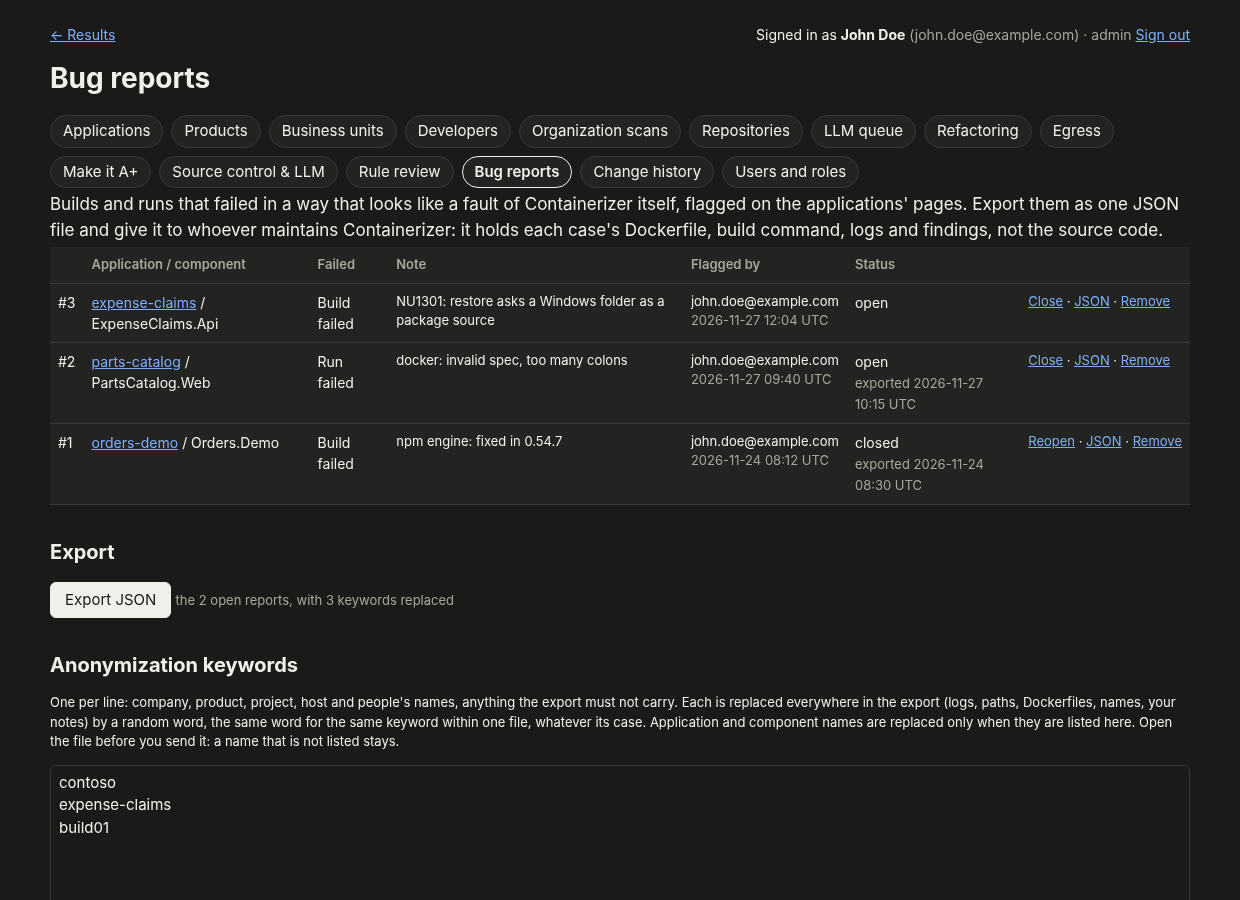 ← Results
Signed in as John Doe (john.doe@example.com) · admin Sign out
Bug reports
Applications Products Business units Developers Organization scans Repositories LLM queue Refactoring Egress
Make it A+ Source control & LLM Rule review Bug reports Change history Users and roles
Builds and runs that failed in a way that looks like a fault of Containerizer itself, flagged on the applications' pages. Export them as one JSON
file and give it to whoever maintains Containerizer: it holds each case's Dockerfile, build command, logs and findings, not the source code.
Application / component Failed Note Flagged by Status
#3 expense-claims / Build NU1301: restore asks a Windows folder as a john.doe@example.com open Close · JSON · Remove
ExpenseClaims.Api failed package source 2026-11-27 12:04 UTC
#2 parts-catalog / Run docker: invalid spec, too many colons john.doe@example.com open Close · JSON · Remove
PartsCatalog.Web failed 2026-11-27 09:40 UTC exported 2026-11-27
10:15 UTC
#1 orders-demo / Orders.Demo Build npm engine: fixed in 0.54.7 john.doe@example.com closed Reopen · JSON · Remove
failed 2026-11-24 08:12 UTC exported 2026-11-24
08:30 UTC
Export
Export JSON the 2 open reports, with 3 keywords replaced
Anonymization keywords
One per line: company, product, project, host and people's names, anything the export must not carry. Each is replaced everywhere in the export (logs, paths, Dockerfiles, names, your
notes) by a random word, the same word for the same keyword within one file, whatever its case. Application and component names are replaced only when they are listed here. Open
the file before you send it: a name that is not listed stays.
contoso
expense-claims
build01